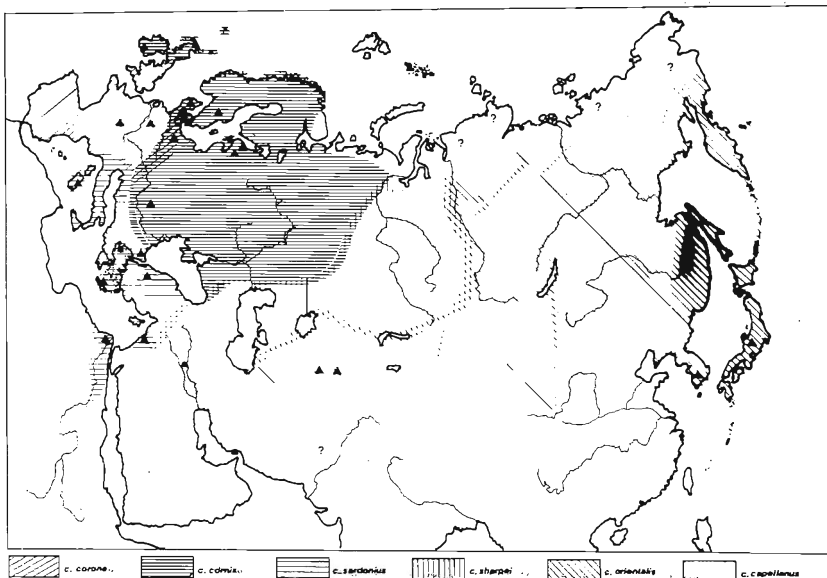 ?
?
?
?
?
c. corone
c. cornix
c. sardonius
c. sharpei
c. orientalis
c. capellanus